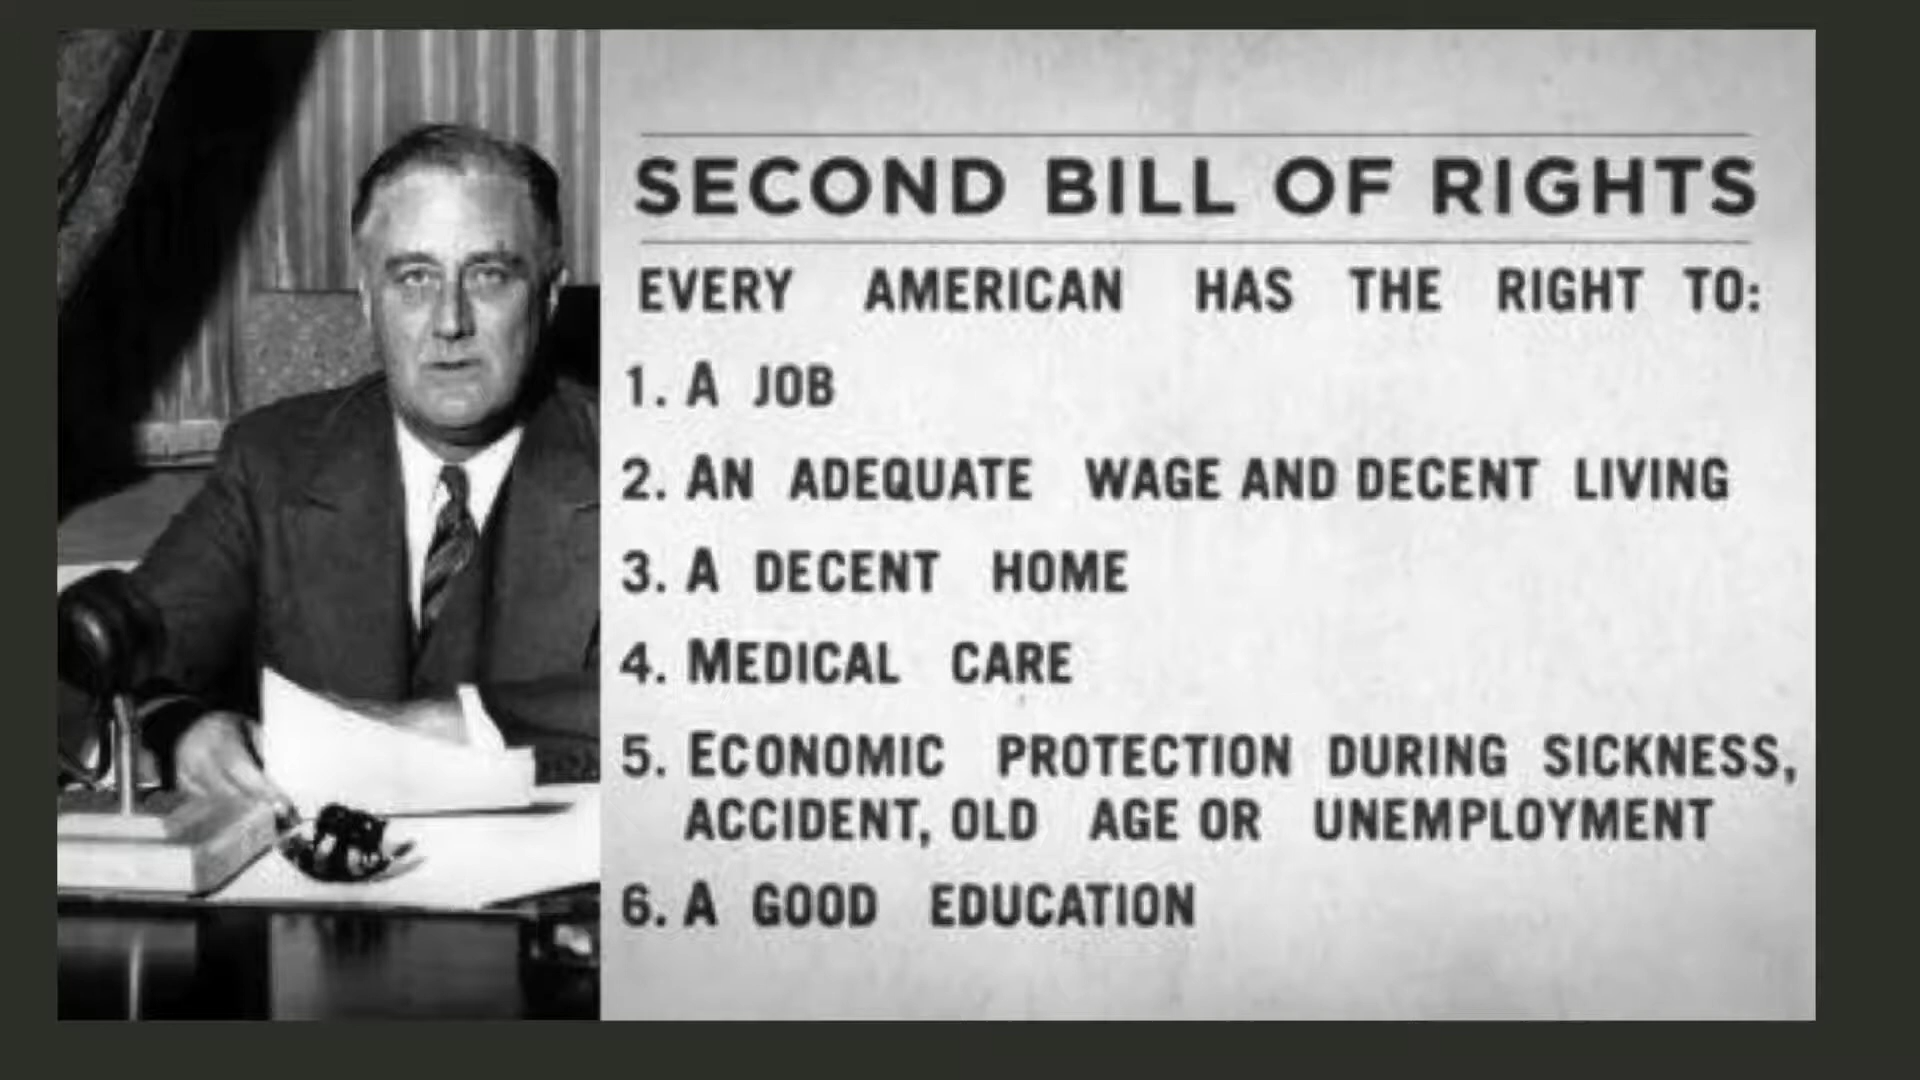 SECOND BILL OF RIGHTS
EVERY AMERICAN HAS THE RIGHT TO:
1. A JOB
2. AN ADEQUATE WAGE AND DECENT LIVING
3. A DECENT HOME
4. MEDICAL CARE
5. ECONOMIC PROTECTION DURING SICKNESS,
ACCIDENT, OLD AGE OR UNEMPLOYMENT
6. A GOOD EDUCATION